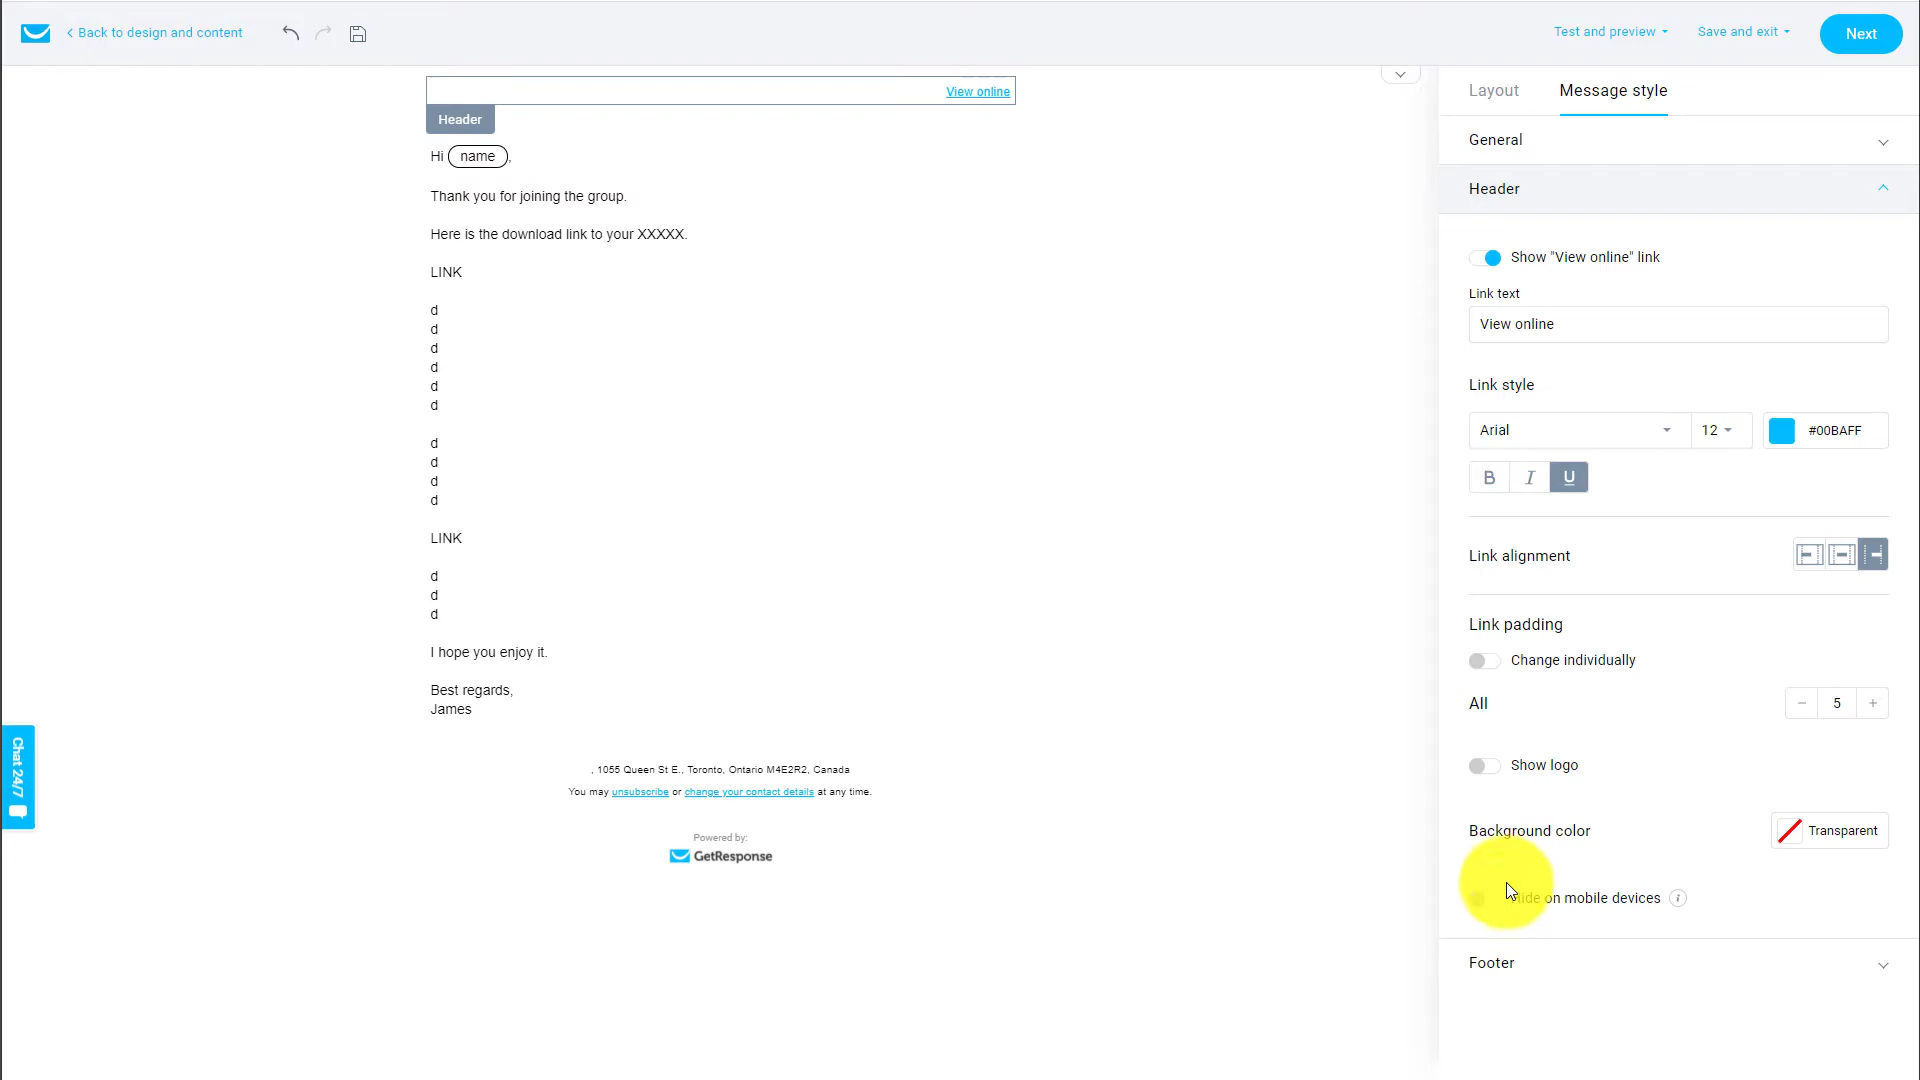 Back to design and content
Test and preview
Save and exit
Next
View online
Header
Hi name,
Thank you for joining the group.
Here is the download link to your XXXXX.
LINK
d
d
d
d
d
d
d
d
d
d
LINK
d
d
d
I hope you enjoy it.
Best regards,
James
, 1055 Queen St E., Toronto, Ontario M4E2R2, Canada
You may unsubscribe or change your contact details at any time.
Powered by:
GetResponse
Chat 24/7
Layout
Message style
General
Header
Show "View online" link
Link text
View online
Link style
Arial
12
#00BAFF
B
I
U
Link alignment
Link padding
Change individually
All
− 5 +
Show logo
Background color
Transparent
Hide on mobile devices i
Footer